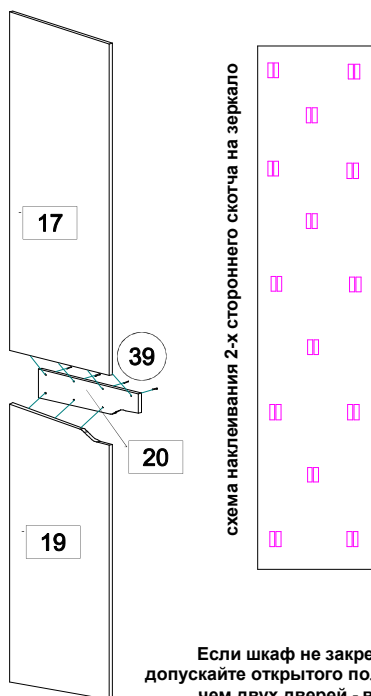 17
39
20
19
схема наклеивания 2-х стороннего скотча на зеркало
Если шкаф не закре
допускайте открытого пол
чем двух дверей - в